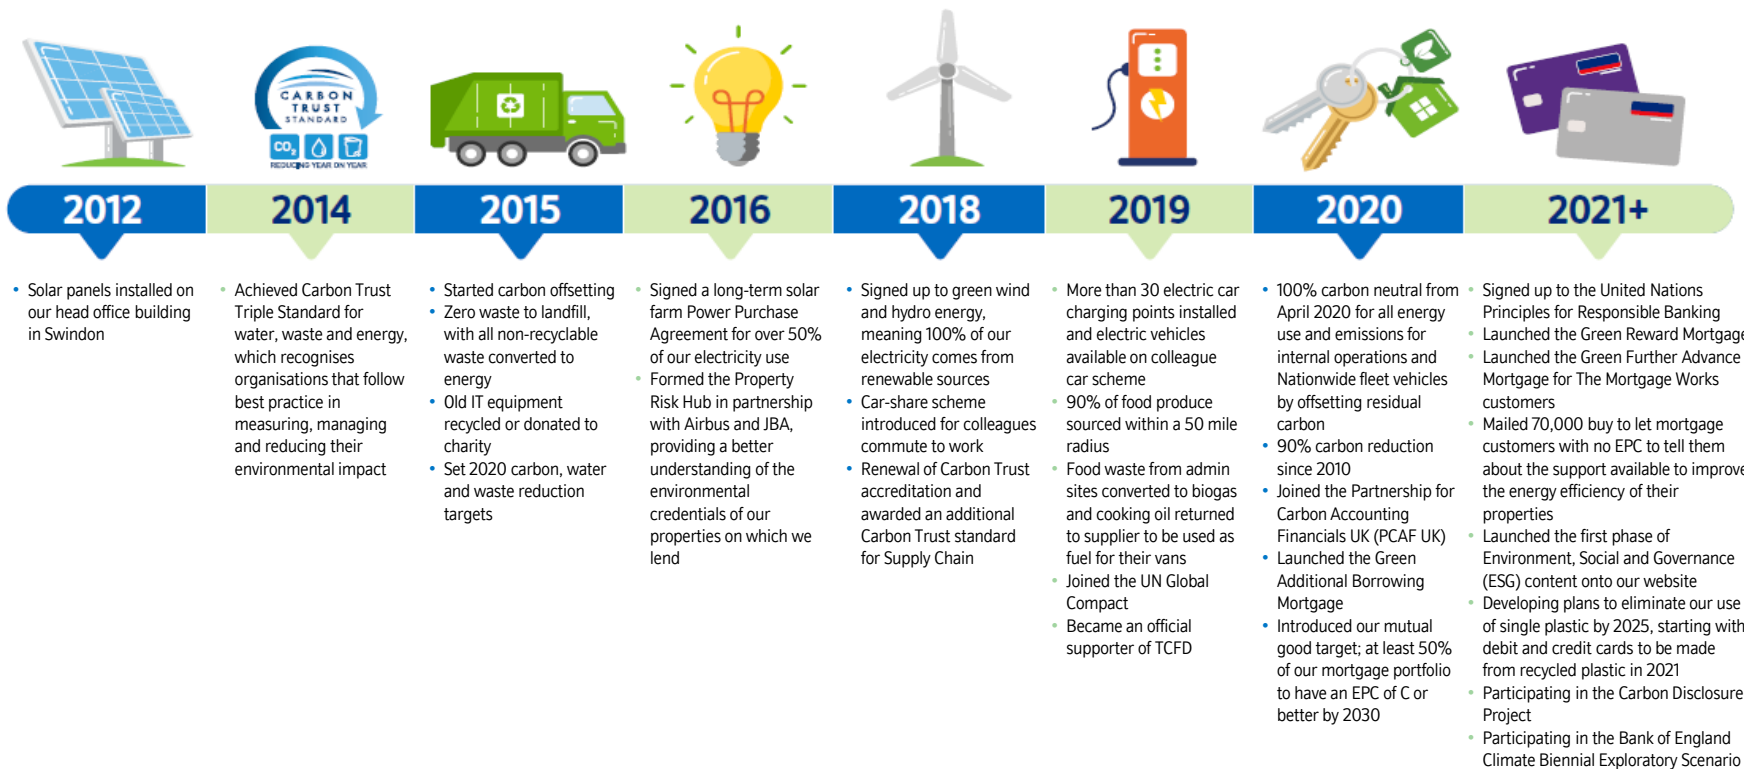 CARBON
TRUST
STANDARD
CO₂
REDUCING YEAR ON YEAR
2012
2014
2015
2016
2018
2019
2020
2021+
• Solar panels installed on
our head office building
in Swindon
• Achieved Carbon Trust
Triple Standard for
water, waste and energy,
which recognises
organisations that follow
best practice in
measuring, managing
and reducing their
environmental impact
• Started carbon offsetting
• Zero waste to landfill,
with all non-recyclable
waste converted to
energy
• Old IT equipment
recycled or donated to
charity
• Set 2020 carbon, water
and waste reduction
targets
• Signed a long-term solar
farm Power Purchase
Agreement for over 50%
of our electricity use
• Formed the Property
Risk Hub in partnership
with Airbus and JBA,
providing a better
understanding of the
environmental
credentials of our
properties on which we
lend
• Signed up to green wind
and hydro energy,
meaning 100% of our
electricity comes from
renewable sources
• Car-share scheme
introduced for colleagues
commute to work
• Renewal of Carbon Trust
accreditation and
awarded an additional
Carbon Trust standard
for Supply Chain
• More than 30 electric car
charging points installed
and electric vehicles
available on colleague
car scheme
• 90% of food produce
sourced within a 50 mile
radius
• Food waste from admin
sites converted to biogas
and cooking oil returned
to supplier to be used as
fuel for their vans
• Joined the UN Global
Compact
• Became an official
supporter of TCFD
• 100% carbon neutral from
April 2020 for all energy
use and emissions for
internal operations and
Nationwide fleet vehicles
by offsetting residual
carbon
• 90% carbon reduction
since 2010
• Joined the Partnership for
Carbon Accounting
Financials UK (PCAF UK)
• Launched the Green
Additional Borrowing
Mortgage
• Introduced our mutual
good target; at least 50%
of our mortgage portfolio
to have an EPC of C or
better by 2030
• Signed up to the United Nations
Principles for Responsible Banking
• Launched the Green Reward Mortgage
• Launched the Green Further Advance
Mortgage for The Mortgage Works
customers
• Mailed 70,000 buy to let mortgage
customers with no EPC to tell them
about the support available to improve
the energy efficiency of their
properties
• Launched the first phase of
Environment, Social and Governance
(ESG) content onto our website
• Developing plans to eliminate our use
of single plastic by 2025, starting with
debit and credit cards to be made
from recycled plastic in 2021
• Participating in the Carbon Disclosure
Project
• Participating in the Bank of England
Climate Biennial Exploratory Scenario